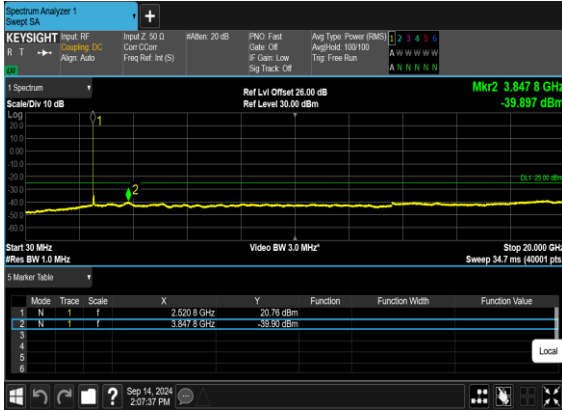 Spectrum Analyzer 1
Swept SA
+
KEYSIGHT Input: RF Input Z: 50 Ω #Atten: 20 dB PNO: Fast Avg Type: Power (RMS) 1 2 3 4 5 6
R T Coupling: DC Corr CCorr Gate: Off Avg|Hold: 100/100 A W W W W W
Align: Auto Freq Ref: Int (S) IF Gain: Low Trig: Free Run A N N N N N
Sig Track: Off
1 Spectrum Ref Lvl Offset 26.00 dB Mkr2 3.847 8 GHz
Scale/Div 10 dB Ref Level 30.00 dBm -39.897 dBm
Log
20.0 1
10.0
0.00
-10.0
-20.0 DL1 -25.00 dBm
-30.0 2
-40.0
-50.0
-60.0
Start 30 MHz Video BW 3.0 MHz* Stop 20.000 GHz
#Res BW 1.0 MHz Sweep 34.7 ms (40001 pts)
5 Marker Table
Mode Trace Scale X Y Function Function Width Function Value
1 N 1 f 2.520 8 GHz 20.76 dBm
2 N 1 f 3.847 8 GHz -39.90 dBm
3
4
5
6
Local
? Sep 14, 2024
2:07:37 PM